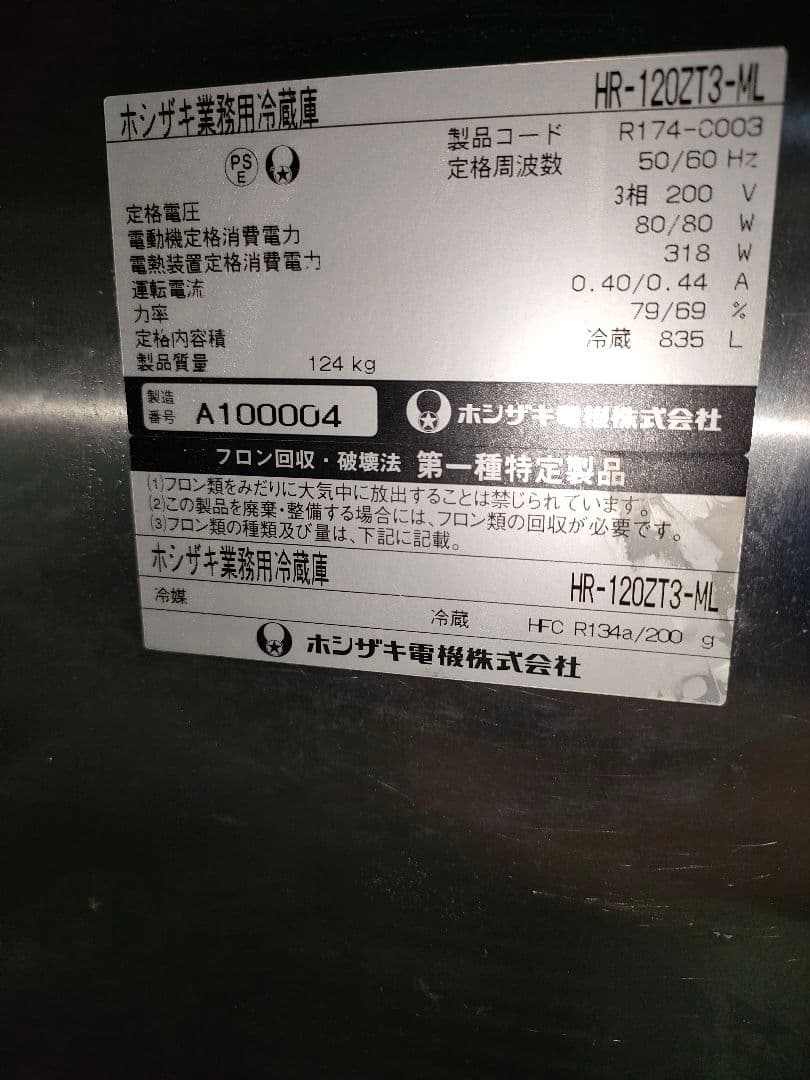 ホシザキ業務用冷蔵庫 HR-120ZT3-ML
製品コード R174-C003
PS E
定格周波数 50/60 Hz
定格電圧 3相 200 V
電動機定格消費電力 80/80 W
電熱装置定格消費電力 318 W
運転電流 0.40/0.44 A
力率 79/69 %
定格内容積 冷蔵 835 L
製品質量 124 kg
製造番号 A100004 ホシザキ電機株式会社
フロン回収・破壊法 第一種特定製品
(1)フロン類をみだりに大気中に放出することは禁じられています。
(2)この製品を廃棄・整備する場合には、フロン類の回収が必要です。
(3)フロン類の種類及び量は、下記に記載。
ホシザキ業務用冷蔵庫 HR-120ZT3-ML
冷媒 冷蔵 HFC R134a/200 g
ホシザキ電機株式会社